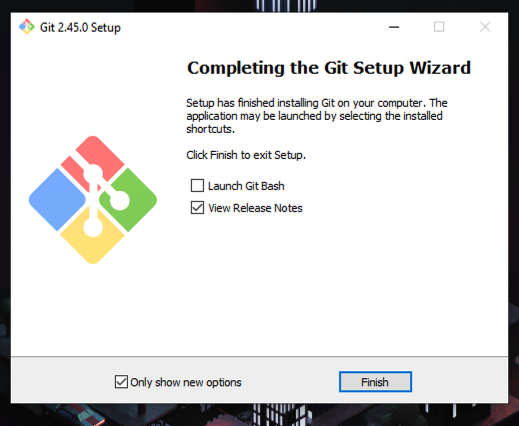 Git 2.45.0 Setup
Completing the Git Setup Wizard
Setup has finished installing Git on your computer. The
application may be launched by selecting the installed
shortcuts.
Click Finish to exit Setup.
Launch Git Bash
View Release Notes
Only show new options
Finish